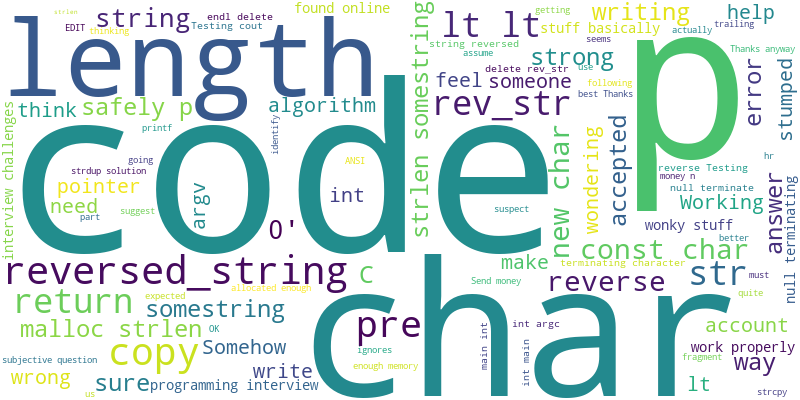 strlen
EDIT
string
endl delete
found online
getting
writing
help
thinking
Testing cout
lt lt
stuff basically
actually
trailing
length
string reversed
seems
Thanks anyway
assume
strong
p
think
safely p
algorithm
feel
someone
delete rev_str
use
rev_str
best Thanks
following
error
stumped
interview challenges
code
printf
identify
strlen somestring
wondering
accepted
going
ANSI
reverse Testing
hr
strdup solution
money n
pointer
part
suggest
argv
int
new char
null terminate
need
Working
answer
null terminating
O'
suspect
wonky stuff
better
make
const char
terminating character
reversed_string
c
reverse
str
must
Send money
quite
return
expected
allocated enough
somestring
char
pre
malloc strlen
OK
int argc
account
copy
Somehow
ignores
main int
int main
work properly
subjective question
enough memory
fragment
way
wrong
us
sure
programming interview
write
lt
strcpy